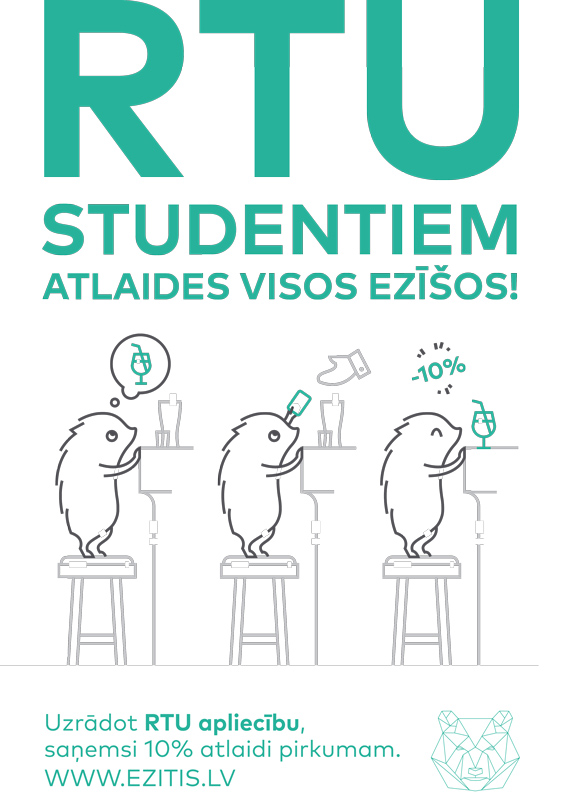 RTU
STUDENTIEM
ATLAIDES VISOS EZĪŠOS!
-10%
Uzrādot RTU apliecību,
saņemsi 10% atlaidi pirkumam.
WWW.EZITIS.LV